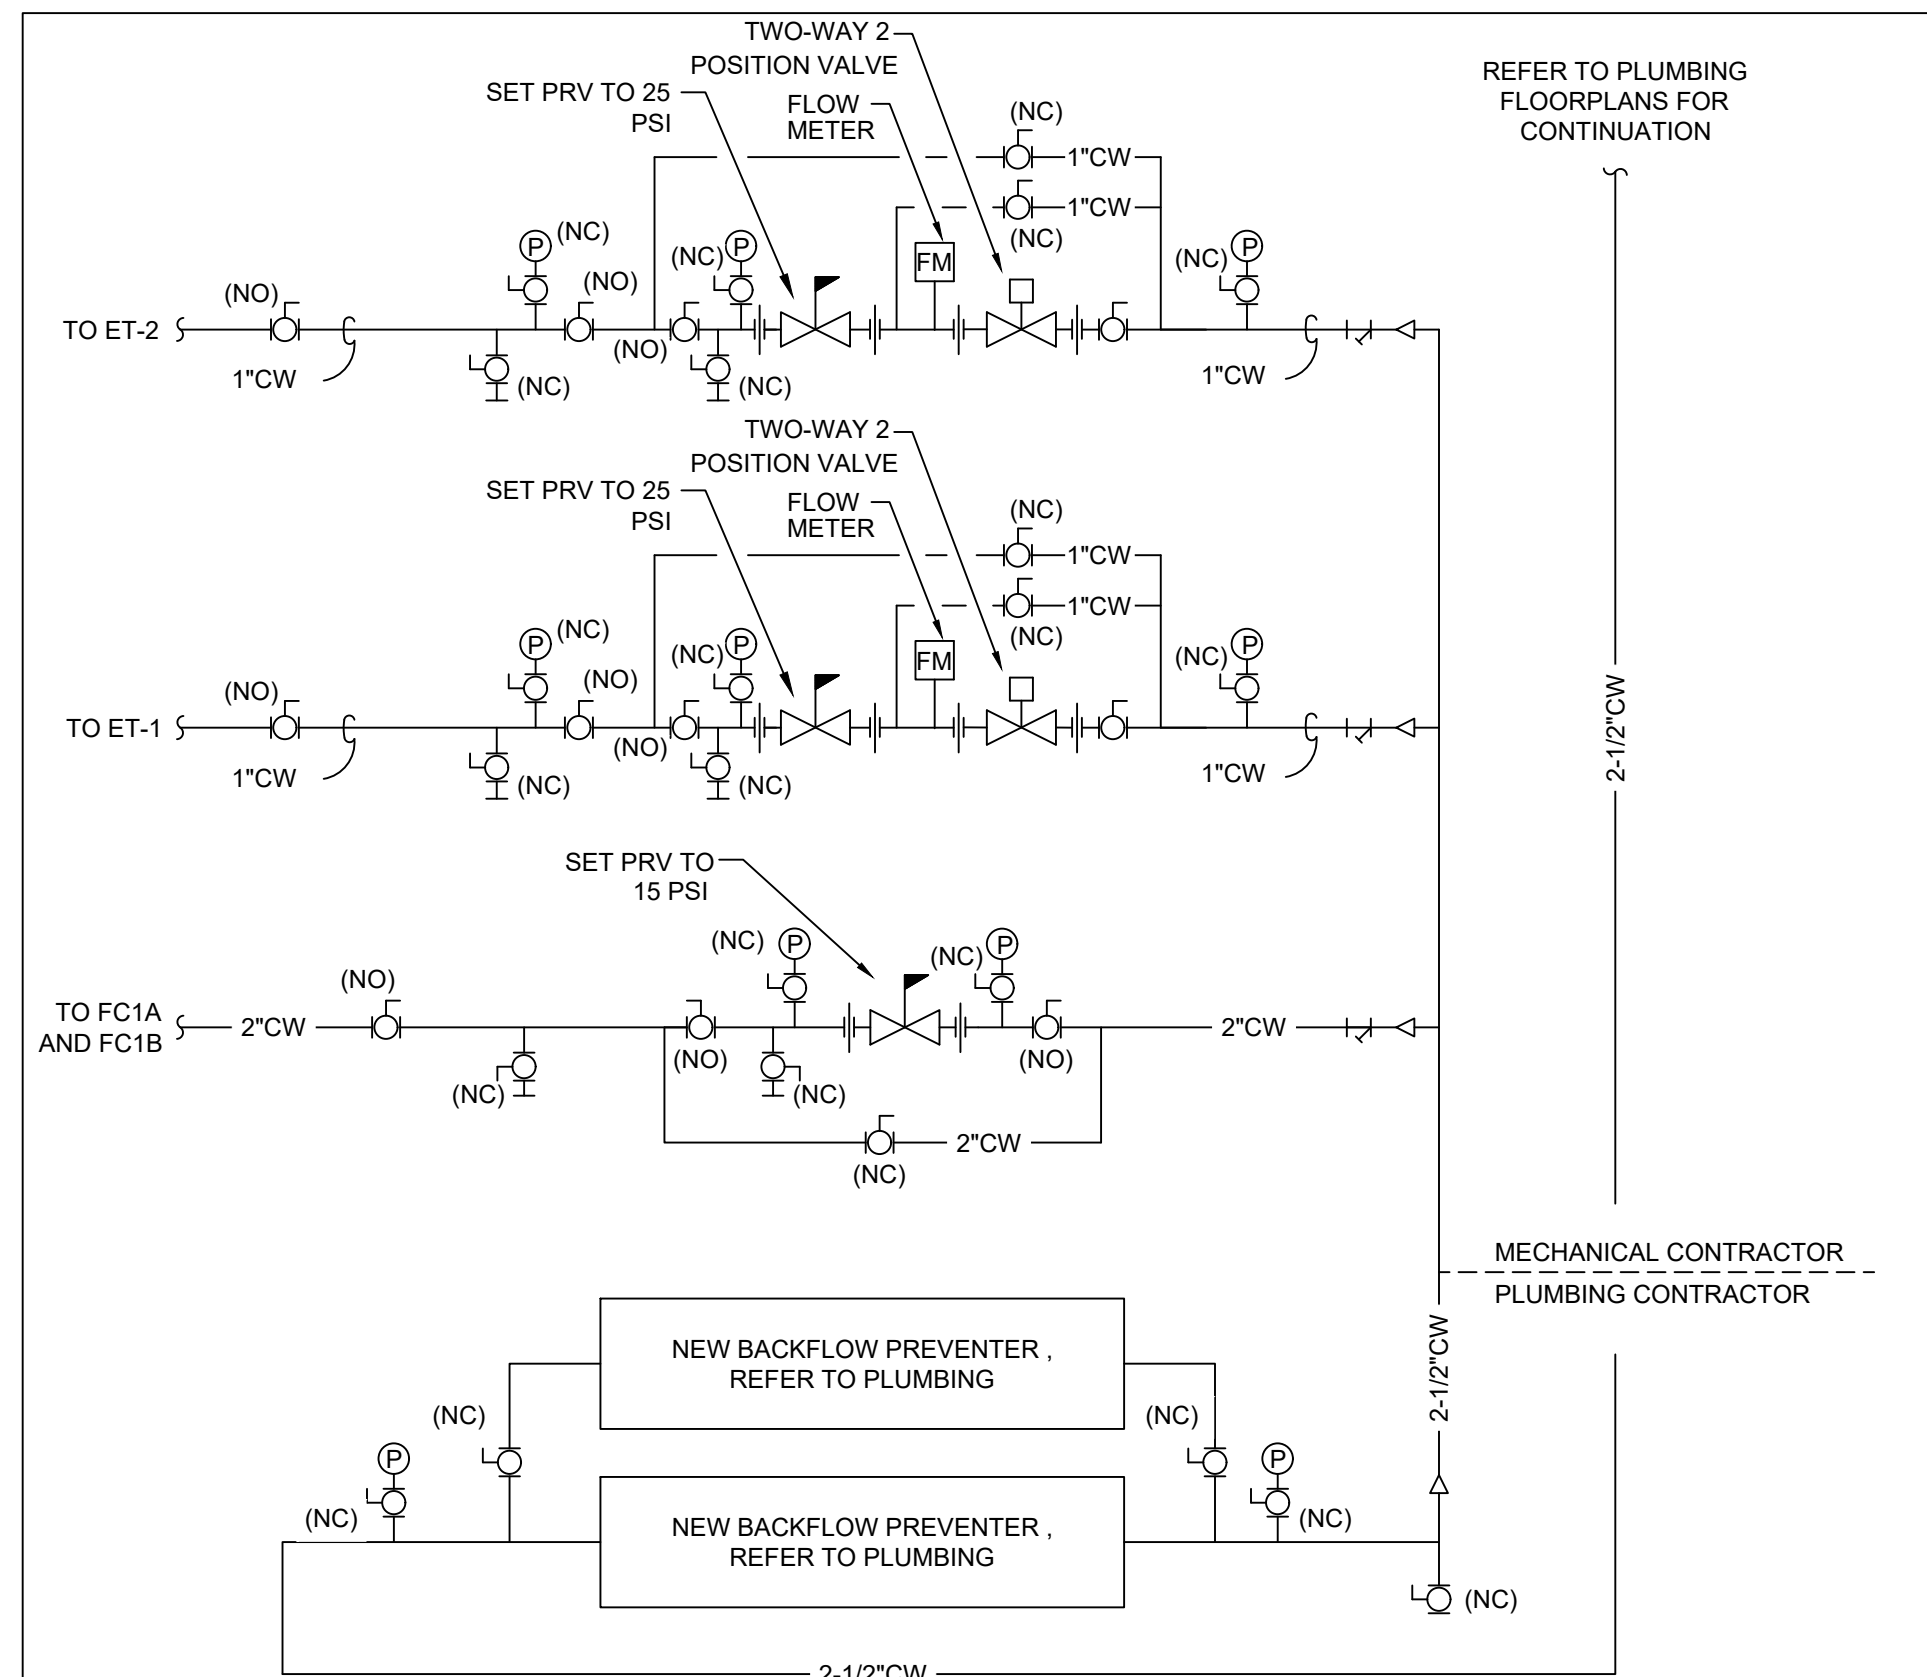 TWO-WAY 2
POSITION VALVE
SET PRV TO 25
PSI
FLOW
METER
(NC)
1"CW
1"CW
(NC)
REFER TO PLUMBING
FLOORPLANS FOR
CONTINUATION
P
(NC)
(NC)
P
FM
(NC)
P
(NO)
(NO)
TO ET-2
(NO)
1"CW
(NC)
(NC)
1"CW
TWO-WAY 2
POSITION VALVE
SET PRV TO 25
PSI
FLOW
METER
(NC)
1"CW
1"CW
(NC)
P
(NC)
(NC)
P
FM
(NC)
P
(NO)
(NO)
TO ET-1
(NO)
1"CW
(NC)
(NC)
1"CW
2-1/2"CW
SET PRV TO
15 PSI
(NC)
P
(NC)
P
(NO)
TO FC1A
AND FC1B
2"CW
(NO)
(NO)
2"CW
(NC)
(NC)
2"CW
(NC)
MECHANICAL CONTRACTOR
PLUMBING CONTRACTOR
2-1/2"CW
NEW BACKFLOW PREVENTER ,
REFER TO PLUMBING
(NC)
(NC)
P
P
(NC)
(NC)
NEW BACKFLOW PREVENTER ,
REFER TO PLUMBING
(NC)
2-1/2"CW